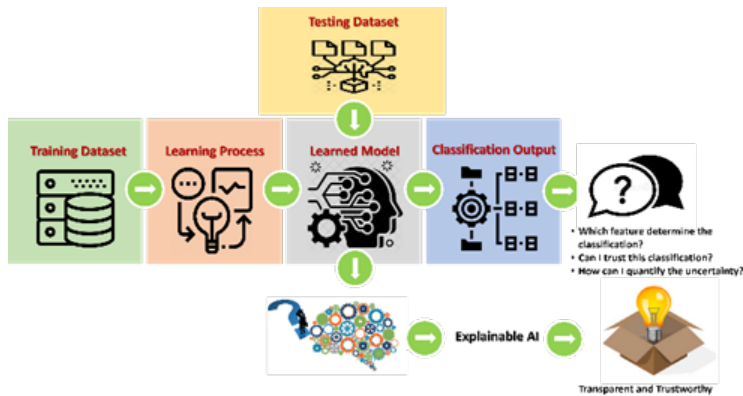 Testing Dataset
Training Dataset
Learning Process
Learned Model
Classification Output
?
• Which feature determine the
classification?
• Can I trust this classification?
• How can I quantify the uncertainty?
Explainable AI
Transparent and Trustworthy